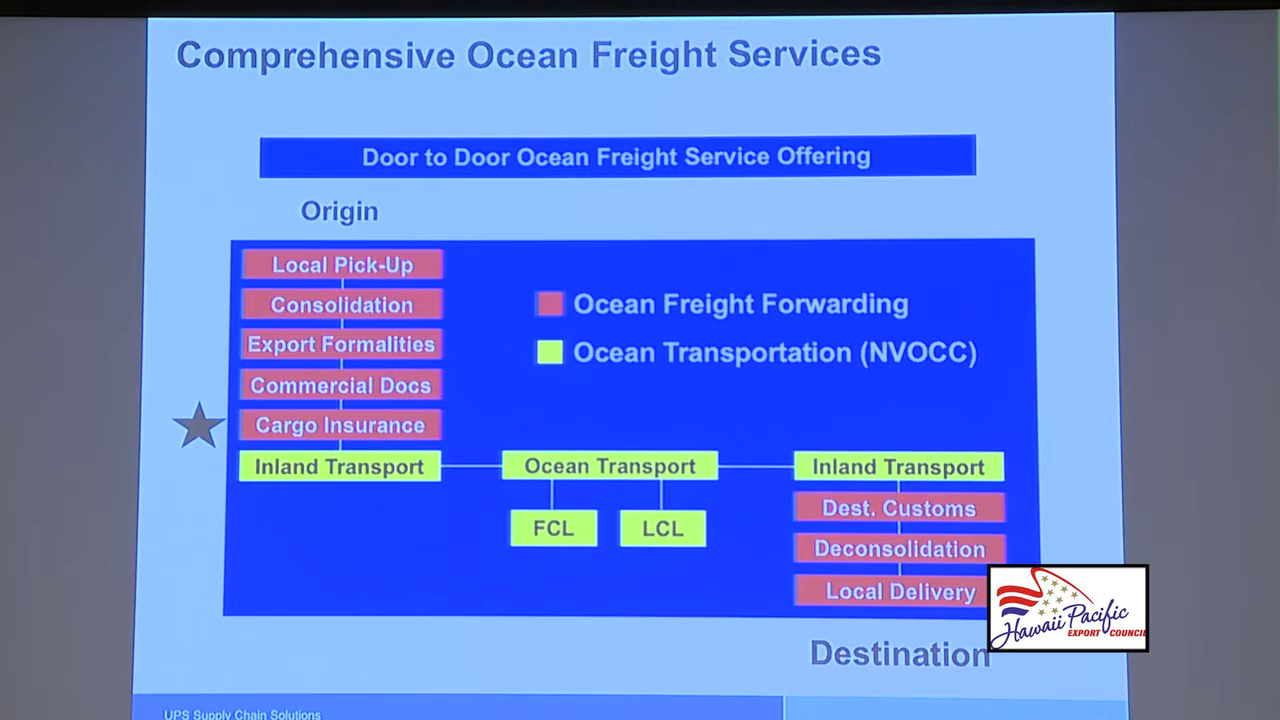 Comprehensive Ocean Freight Services
Door to Door Ocean Freight Service Offering
Origin
Local Pick-Up
Consolidation
Export Formalities
Commercial Docs
Cargo Insurance
Inland Transport
Ocean Freight Forwarding
Ocean Transportation (NVOCC)
Ocean Transport
FCL
LCL
Inland Transport
Dest. Customs
Deconsolidation
Local Delivery
Destination
Hawaii Pacific
EXPORT COUNCIL
UPS Supply Chain Solutions